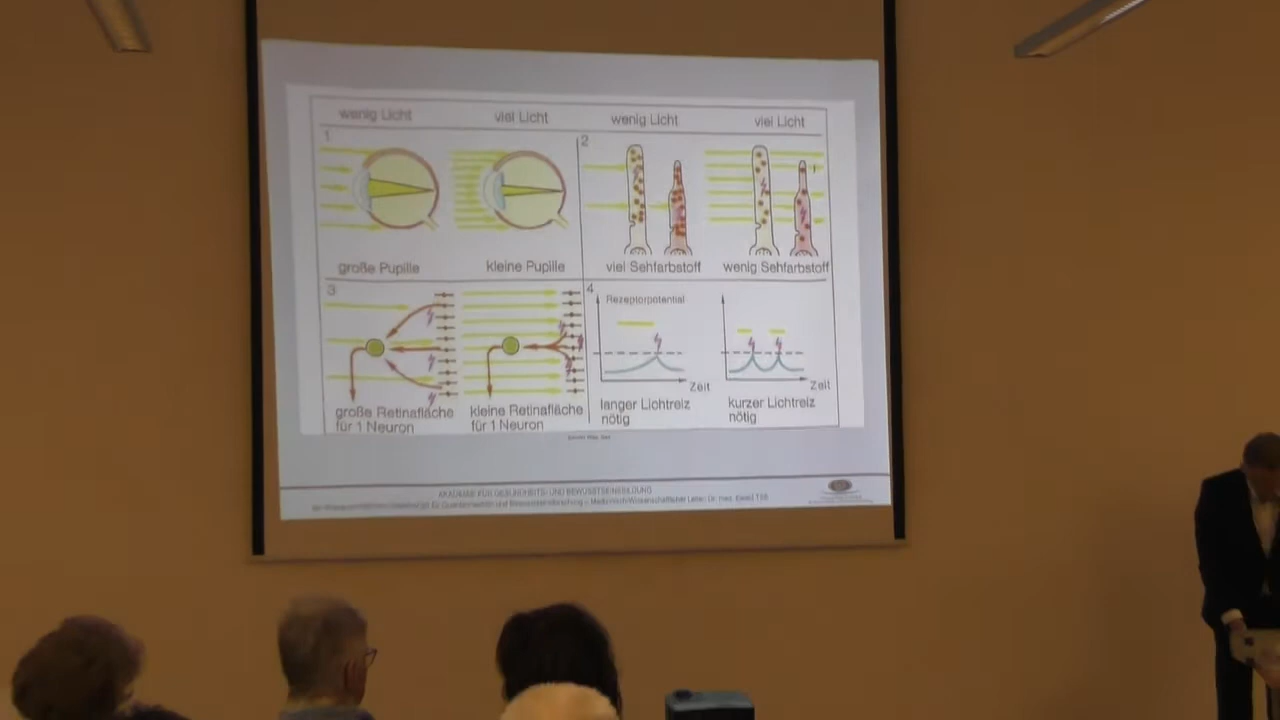 wenig Licht
viel Licht
wenig Licht
viel Licht
1
2
große Pupille
kleine Pupille
viel Sehfarbstoff
wenig Sehfarbstoff
3
4
Rezeptorpotential
Zeit
Zeit
große Retinafläche
für 1 Neuron
kleine Retinafläche
für 1 Neuron
langer Lichtreiz
nötig
kurzer Lichtreiz
nötig
AKADEMIE FÜR GESUNDHEITS- UND BEWUSSTSEINSBILDUNG